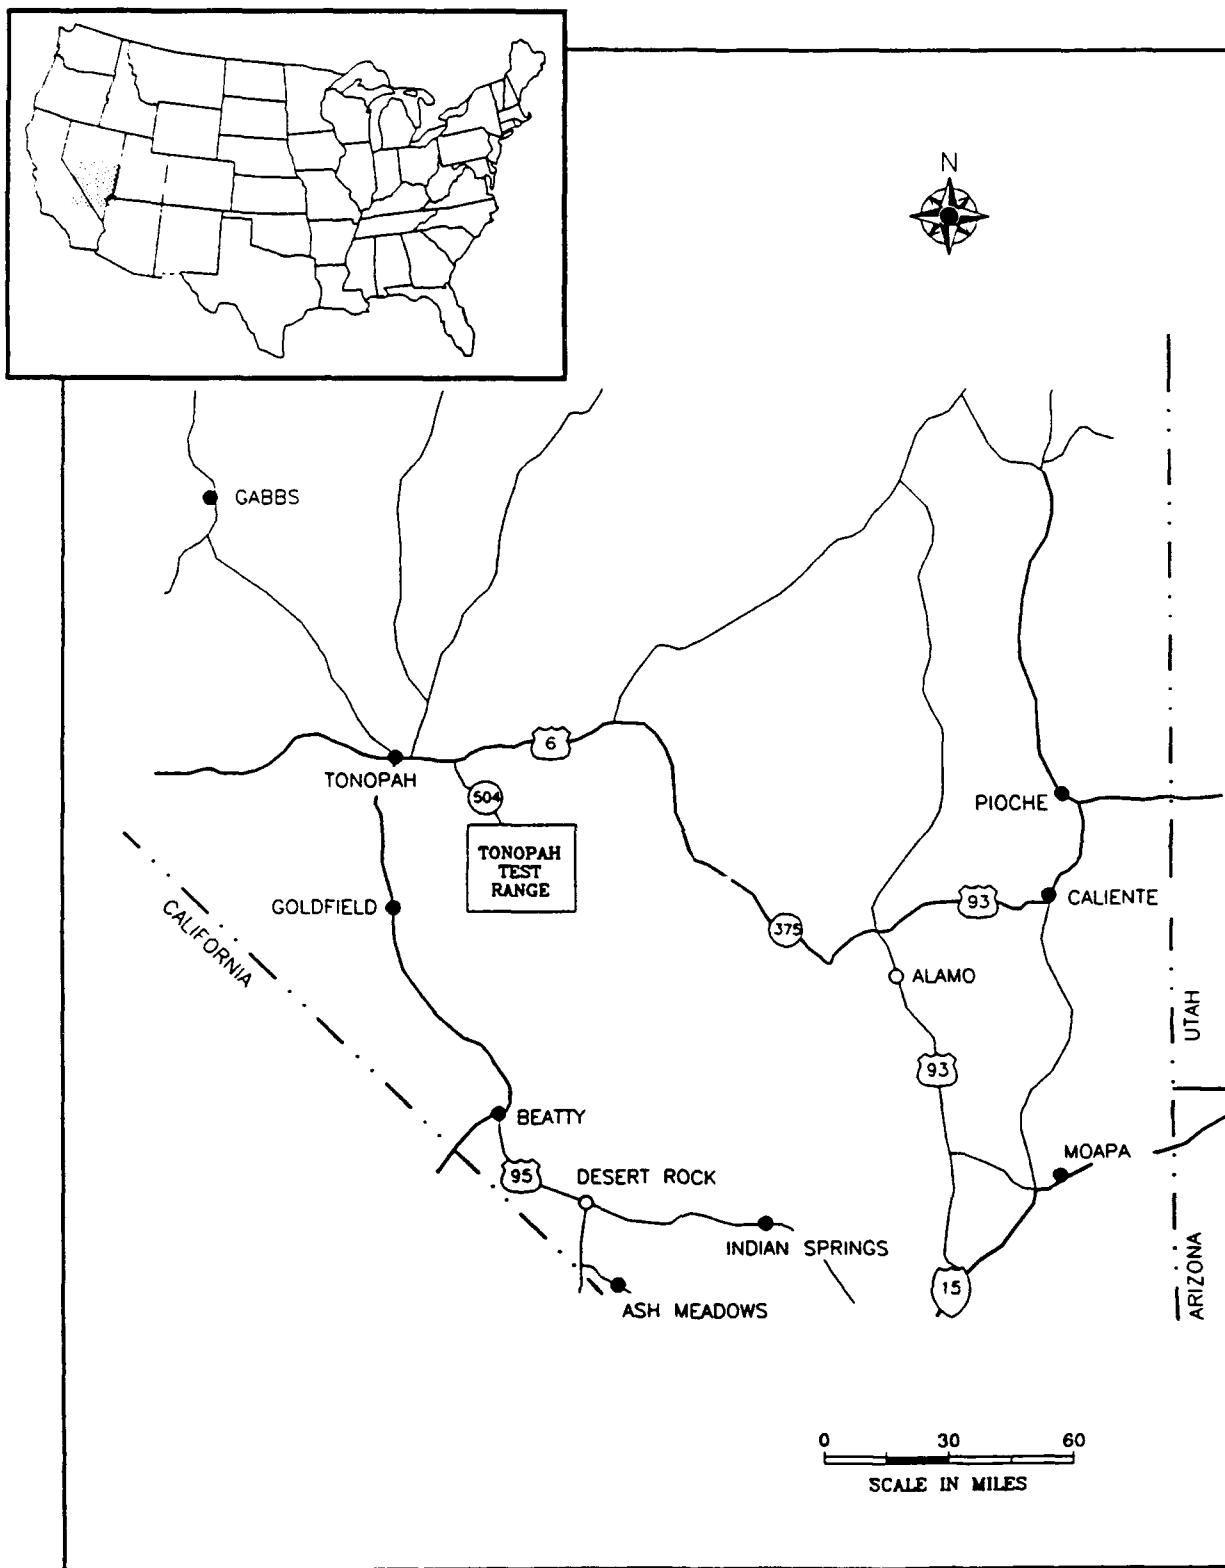 N
GABBS
6
TONOPAH
504
PIOCHE
TONOPAH
TEST
RANGE
CALIFORNIA
GOLDFIELD
93
CALIENTE
375
ALAMO
UTAH
93
BEATTY
MOAPA
95
DESERT ROCK
INDIAN SPRINGS
15
ARIZONA
ASH MEADOWS
0 30 60
SCALE IN MILES